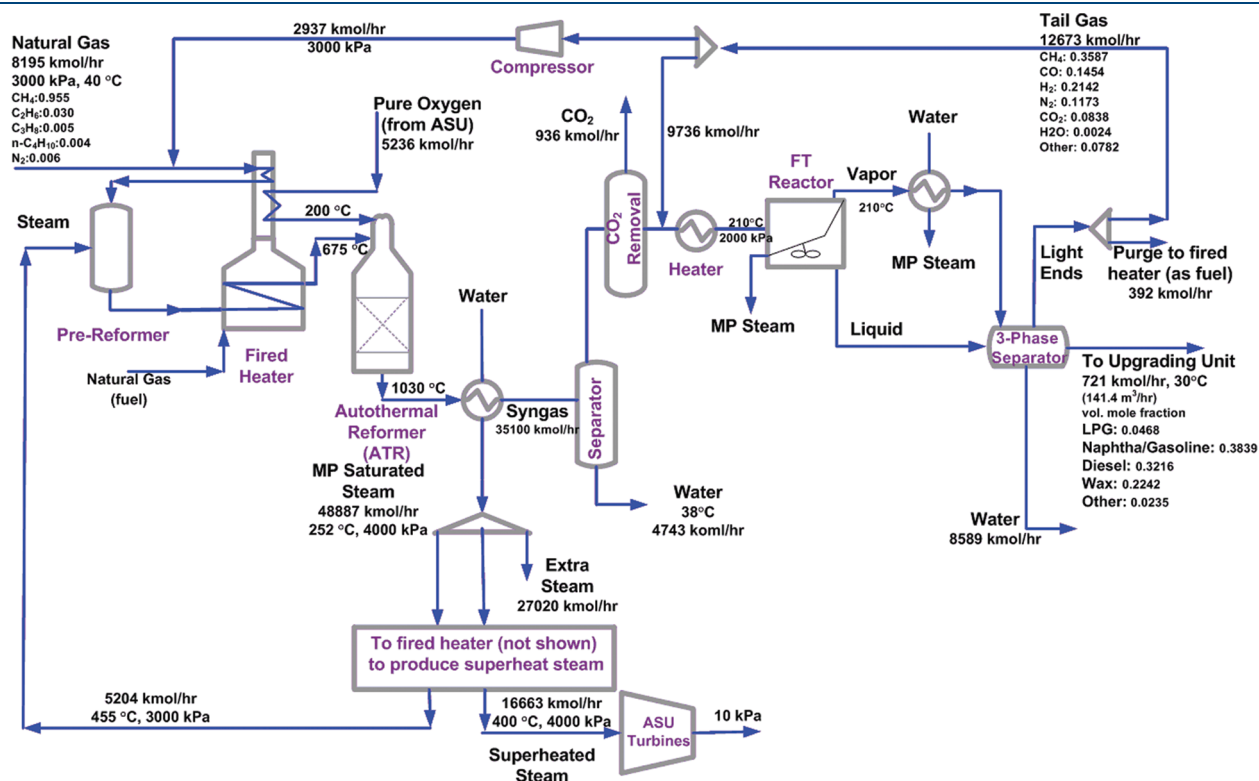 Natural Gas
8195 kmol/hr
3000 kPa, 40 °C
CH₄:0.955
C₂H₆:0.030
C₃H₈:0.005
n-C₄H₁₀:0.004
N₂:0.006
2937 kmol/hr
3000 kPa
Compressor
Tail Gas
12673 kmol/hr
CH₄: 0.3587
CO: 0.1454
H₂: 0.2142
N₂: 0.1173
CO₂: 0.0838
H2O: 0.0024
Other: 0.0782
Pure Oxygen
(from ASU)
5236 kmol/hr
CO₂
936 kmol/hr
9736 kmol/hr
Water
FT
Reactor
Vapor
210°C
Steam
200 °C
675 °C
CO₂
Removal
Heater
210°C
2000 kPa
MP Steam
MP Steam
Light
Ends
Purge to fired
heater (as fuel)
392 kmol/hr
Pre-Reformer
Fired
Heater
Natural Gas
(fuel)
Water
Liquid
3-Phase
Separator
To Upgrading Unit
721 kmol/hr, 30°C
(141.4 m³/hr)
vol. mole fraction
LPG: 0.0468
Naphtha/Gasoline: 0.3839
Diesel: 0.3216
Wax: 0.2242
Other: 0.0235
1030 °C
Autothermal
Reformer
(ATR)
Syngas
35100 kmol/hr
Separator
MP Saturated
Steam
48887 kmol/hr
252 °C, 4000 kPa
Water
38°C
4743 koml/hr
Water
8589 kmol/hr
Extra
Steam
27020 kmol/hr
To fired heater (not shown)
to produce superheat steam
5204 kmol/hr
455 °C, 3000 kPa
16663 kmol/hr
400 °C, 4000 kPa
Superheated
Steam
ASU
Turbines
10 kPa